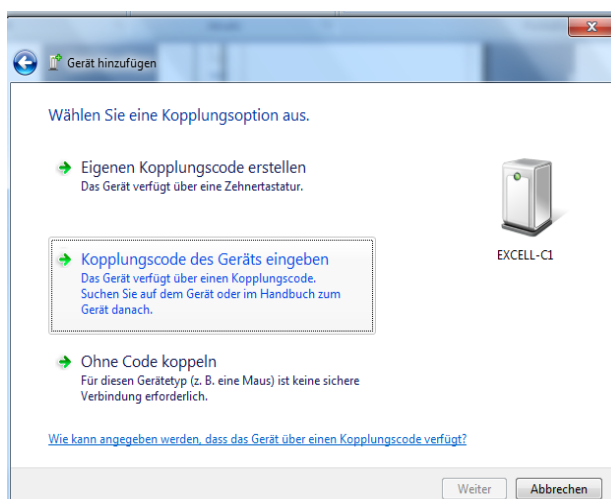 Gerät hinzufügen
Wählen Sie eine Kopplungsoption aus.
Eigenen Kopplungscode erstellen
Das Gerät verfügt über eine Zehnertastatur.
Kopplungscode des Geräts eingeben
Das Gerät verfügt über einen Kopplungscode.
Suchen Sie auf dem Gerät oder im Handbuch zum
Gerät danach.
EXCELL-C1
Ohne Code koppeln
Für diesen Gerätetyp (z. B. eine Maus) ist keine sichere
Verbindung erforderlich.
Wie kann angegeben werden, dass das Gerät über einen Kopplungscode verfügt?
Weiter
Abbrechen